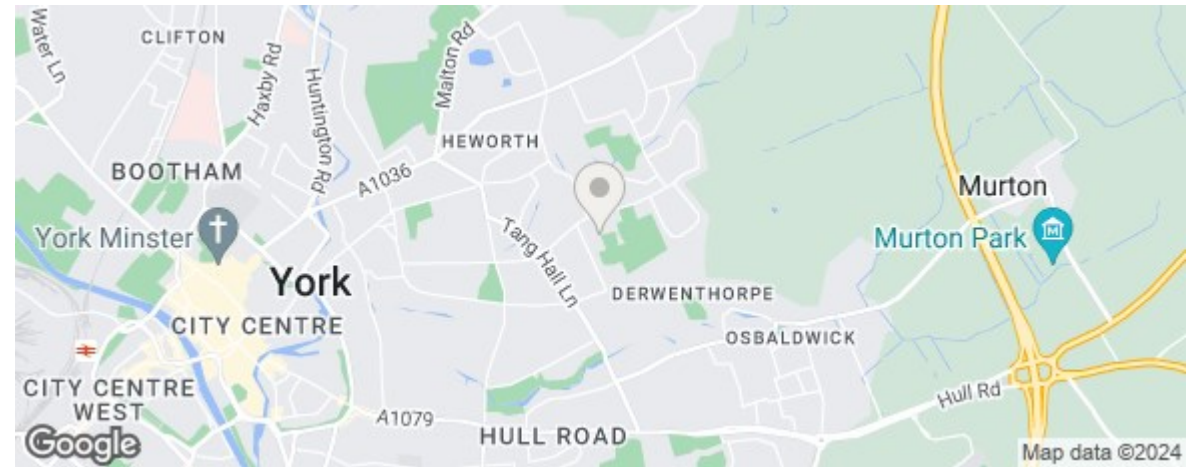 Water Ln
CLIFTON
Haxby Rd
Huntington Rd
Malton Rd
HEWORTH
BOOTHAM
A1036
Murton
York Minster
Tang Hall Ln
Murton Park
York
DERWENTHORPE
CITY CENTRE
OSBALDWICK
CITY CENTRE
WEST
A1079
Hull Rd
HULL ROAD
Google
Map data ©2024